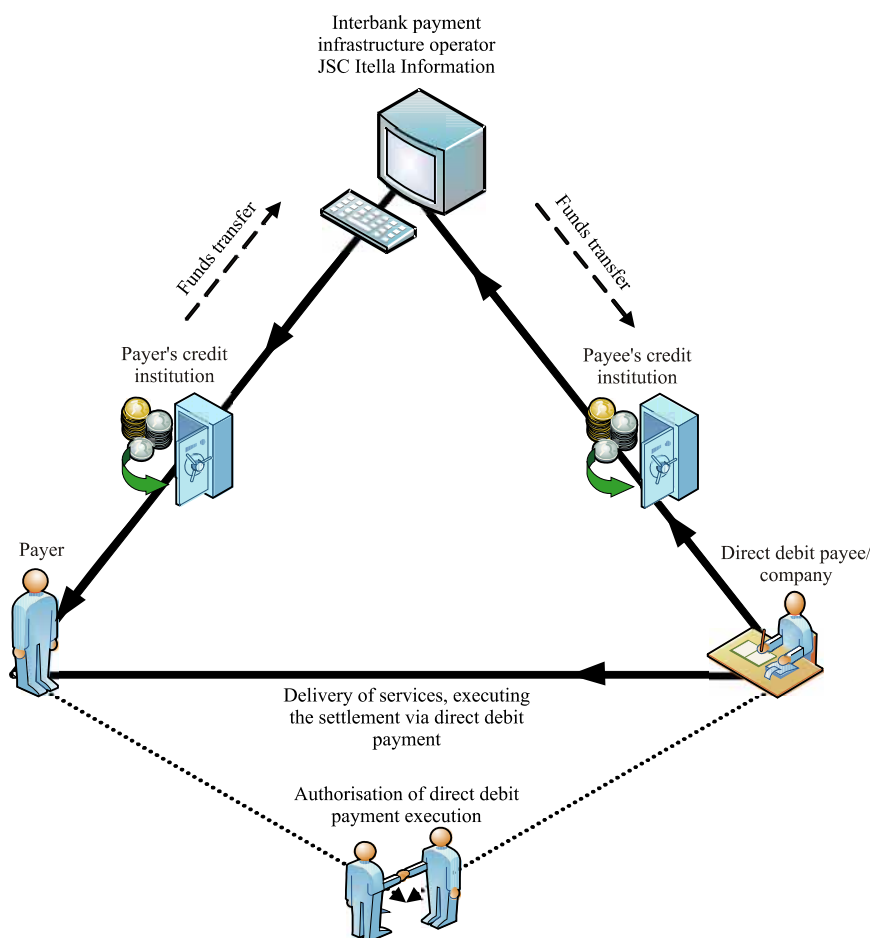 Interbank payment
infrastructure operator
JSC Itella Information
Funds transfer
Funds transfer
Payer's credit
institution
Payee's credit
institution
Payer
Direct debit payee/
company
Delivery of services, executing
the settlement via direct debit
payment
Authorisation of direct debit
payment execution